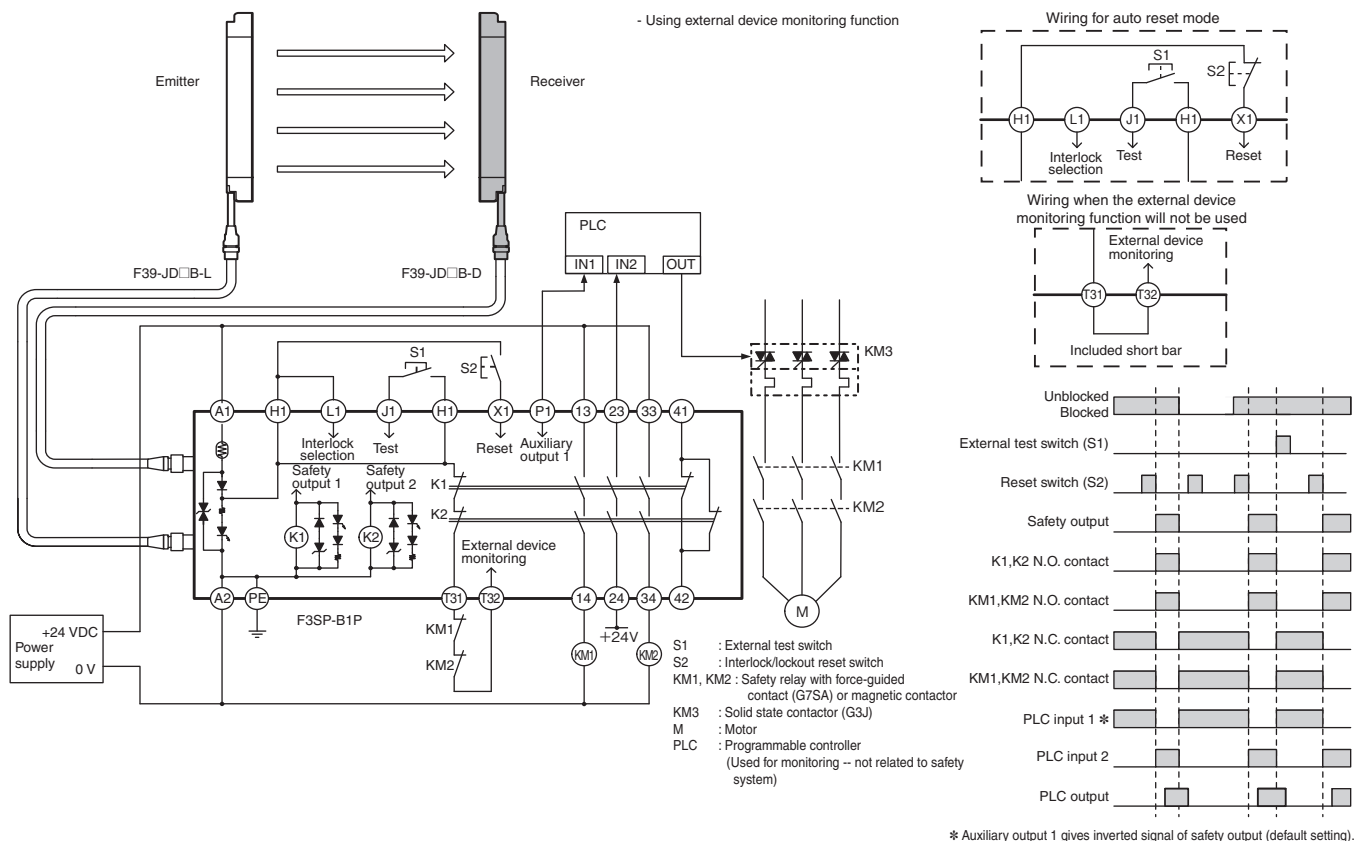 - Using external device monitoring function
Emitter
Receiver
F39-JD□B-L
F39-JD□B-D
PLC
IN1 IN2 OUT
S1
S2
KM3
A1 H1 L1 J1 H1 X1 P1 13 23 33 41
Interlock
selection
Test
Reset
Auxiliary
output 1
Safety
output 1
Safety
output 2
K1
K2
K1
K2
External device
monitoring
KM1
KM2
M
A2 PE T31 T32 14 24 34 42
F3SP-B1P
KM1
KM2
+24V
KM1
KM2
+24 VDC
Power
supply
0 V
S1 : External test switch
S2 : Interlock/lockout reset switch
KM1, KM2 : Safety relay with force-guided
contact (G7SA) or magnetic contactor
KM3 : Solid state contactor (G3J)
M : Motor
PLC : Programmable controller
(Used for monitoring -- not related to safety
system)
Wiring for auto reset mode
S1
S2
H1 L1 J1 H1 X1
Interlock
selection
Test
Reset
Wiring when the external device
monitoring function will not be used
External device
monitoring
T31 T32
Included short bar
Unblocked
Blocked
External test switch (S1)
Reset switch (S2)
Safety output
K1,K2 N.O. contact
KM1,KM2 N.O. contact
K1,K2 N.C. contact
KM1,KM2 N.C. contact
PLC input 1 ✻
PLC input 2
PLC output
✻ Auxiliary output 1 gives inverted signal of safety output (default setting).